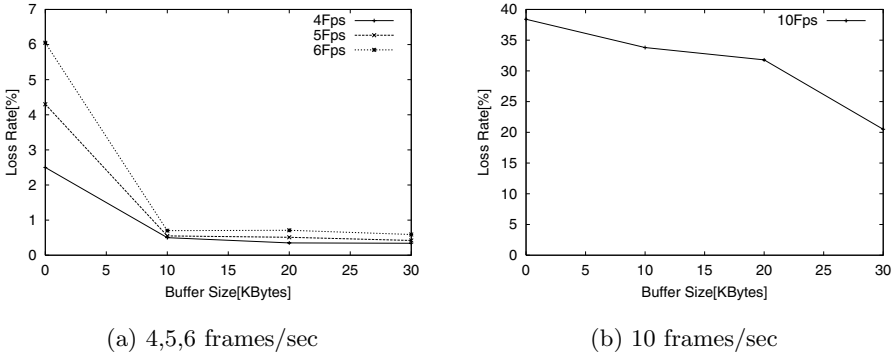 7
6
5
4
3
2
1
0
Loss Rate[%]
4Fps
5Fps
6Fps
0 5 10 15 20 25 30
Buffer Size[KBytes]
(a) 4,5,6 frames/sec
40
35
30
25
20
15
10
5
0
Loss Rate[%]
10Fps
0 5 10 15 20 25 30
Buffer Size[KBytes]
(b) 10 frames/sec